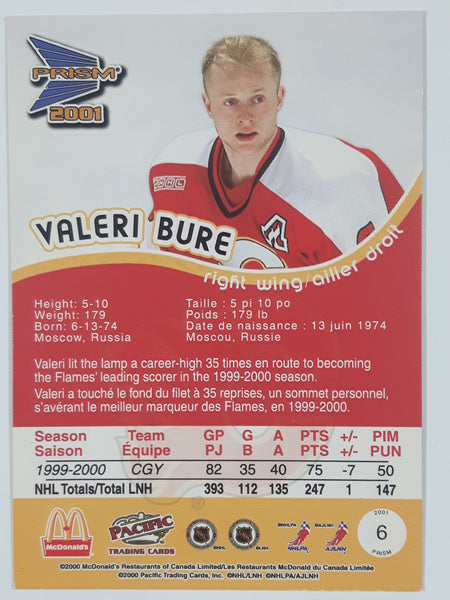 PRISM
2001
VALERI BURE
right wing/ailier droit
Height: 5-10
Weight: 179
Born: 6-13-74
Moscow, Russia
Taille : 5 pi 10 po
Poids : 179 lb
Date de naissance : 13 juin 1974
Moscou, Russie
Valeri lit the lamp a career-high 35 times en route to becoming
the Flames' leading scorer in the 1999-2000 season.
Valeri a touché le fond du filet à 35 reprises, un sommet personnel,
s'avérant le meilleur marqueur des Flames, en 1999-2000.
Season Team GP G A PTS +/- PIM
Saison Équipe PJ B A PTS +/- PUN
1999-2000 CGY 82 35 40 75 -7 50
NHL Totals/Total LNH 393 112 135 247 1 147
McDonald's
PACIFIC
TRADING CARDS
©NHL
©LNH
©NHLPA
NHLPA
©AJLNH
AJLNH
2001
6
PRISM
©2000 McDonald's Restaurants of Canada Limited/Les Restaurants McDonald du Canada Limitée
©2000 Pacific Trading Cards, Inc. ©NHL/LNH ©NHLPA/AJLNH